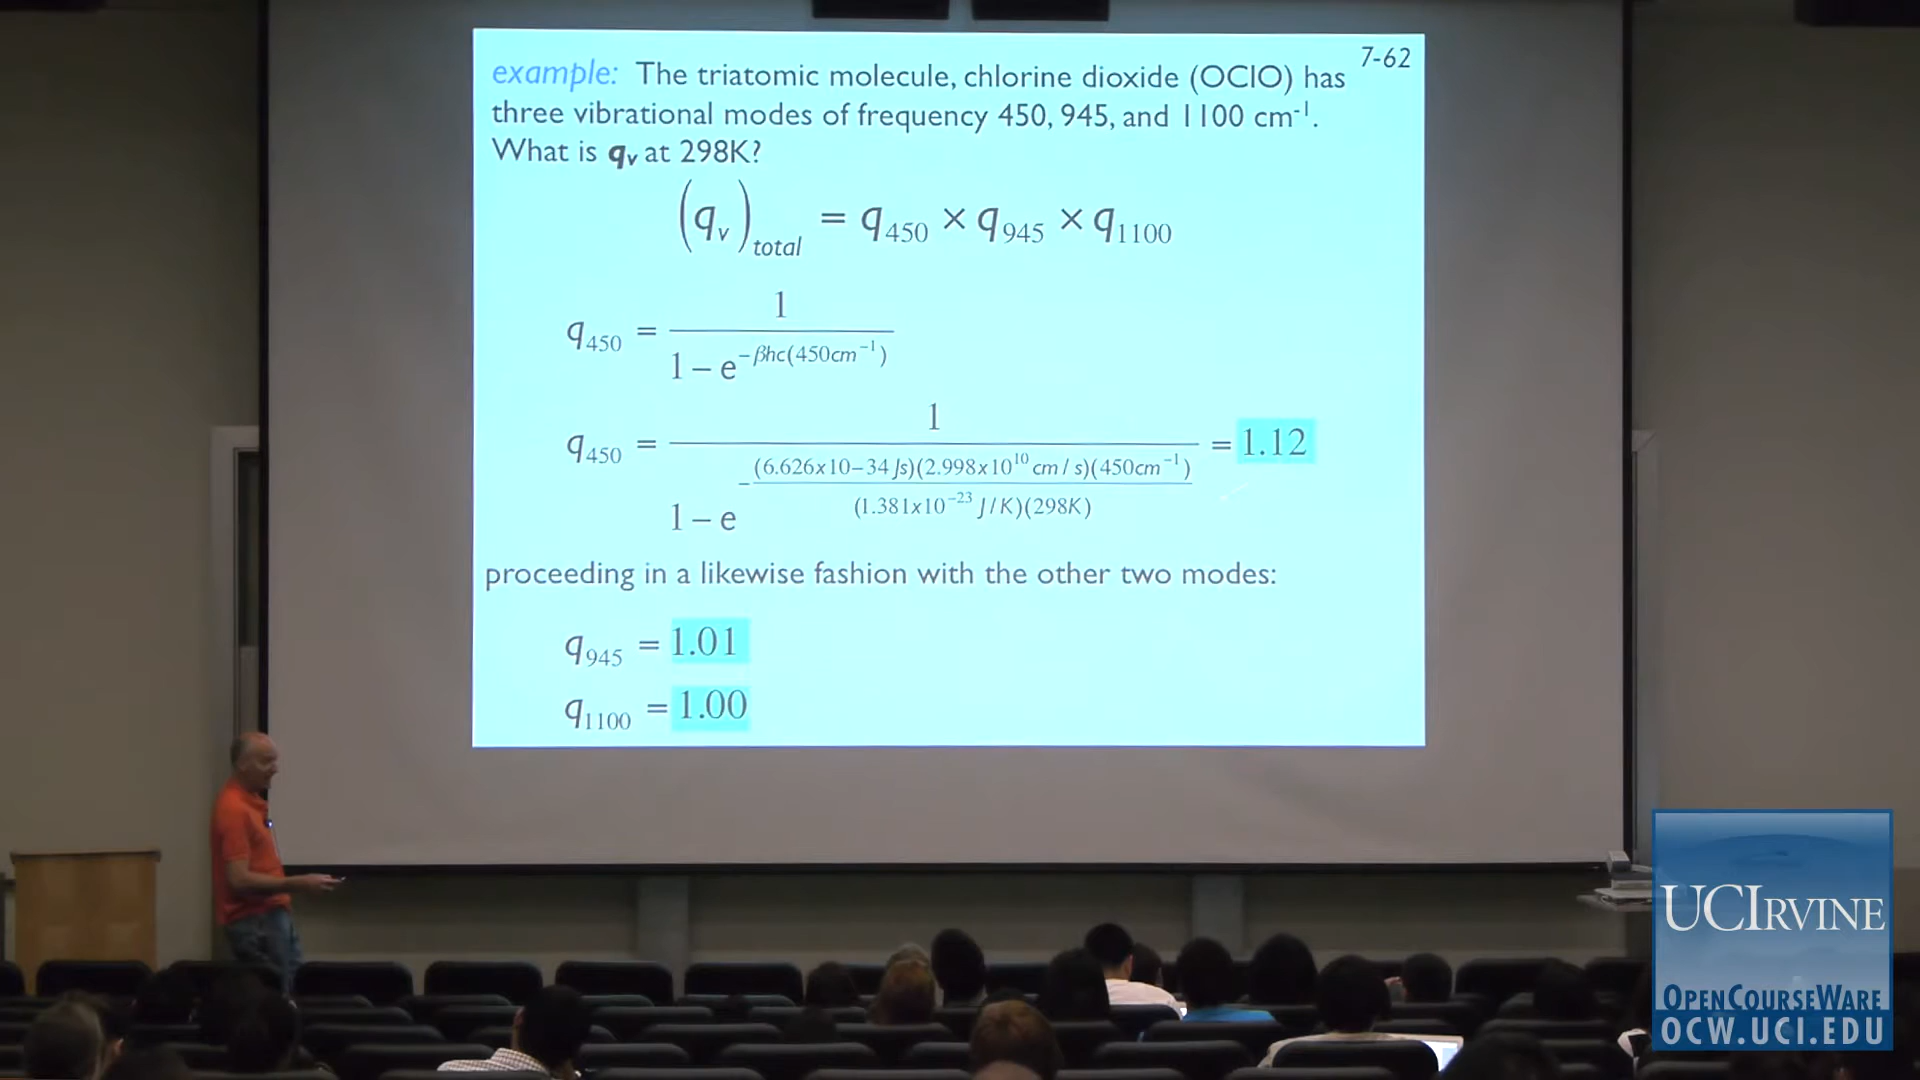 7-62
example: The triatomic molecule, chlorine dioxide (OClO) has
three vibrational modes of frequency 450, 945, and 1100 cm⁻¹.
What is qᵥ at 298K?
(qᵥ)total = q450 × q945 × q1100
q450 = 1 / (1 − e^(−βhc(450cm⁻¹)))
q450 = 1 / (1 − e^(−(6.626x10−34 Js)(2.998x10¹⁰ cm / s)(450cm⁻¹) / (1.381x10⁻²³ J / K)(298K))) = 1.12
proceeding in a likewise fashion with the other two modes:
q945 = 1.01
q1100 = 1.00
UCIRVINE
OPENCOURSEWARE
OCW.UCI.EDU